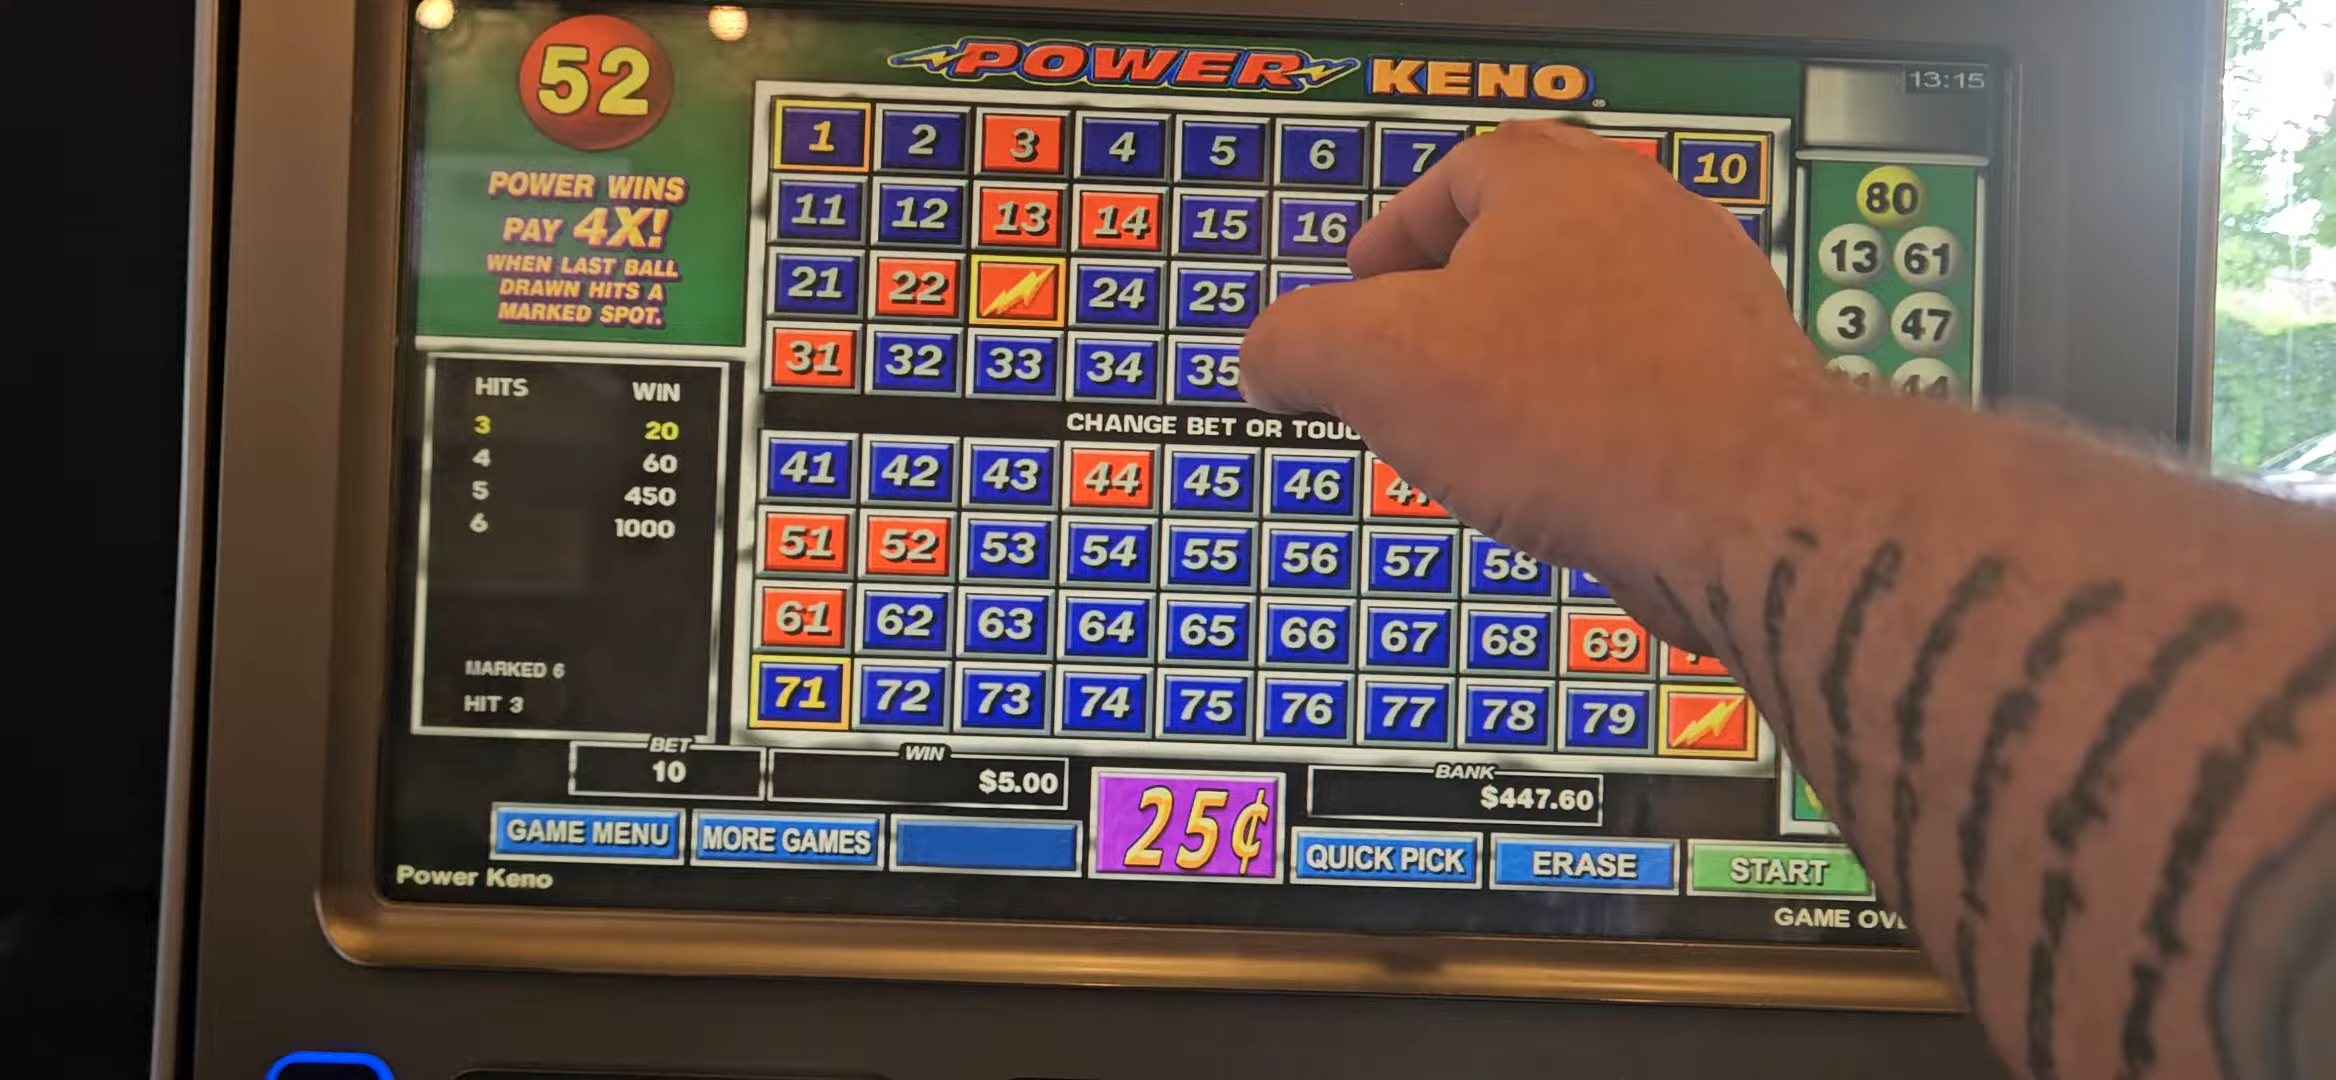 52
POWER KENO
13:15
POWER WINS
PAY 4X!
WHEN LAST BALL
DRAWN HITS A
MARKED SPOT.
1 2 3 4 5 6 7 10
11 12 13 14 15 16
21 22 24 25
31 32 33 34 35
CHANGE BET OR
41 42 43 44 45 46
51 52 53 54 55 56 57 58
61 62 63 64 65 66 67 68 69
71 72 73 74 75 76 77 78 79
80
13 61
3 47
44
HITS WIN
3 20
4 60
5 450
6 1000
MARKED 6
HIT 3
BET
10
WIN
$5.00
25¢
BANK
$447.60
GAME MENU
MORE GAMES
QUICK PICK
ERASE
START
Power Keno
GAME